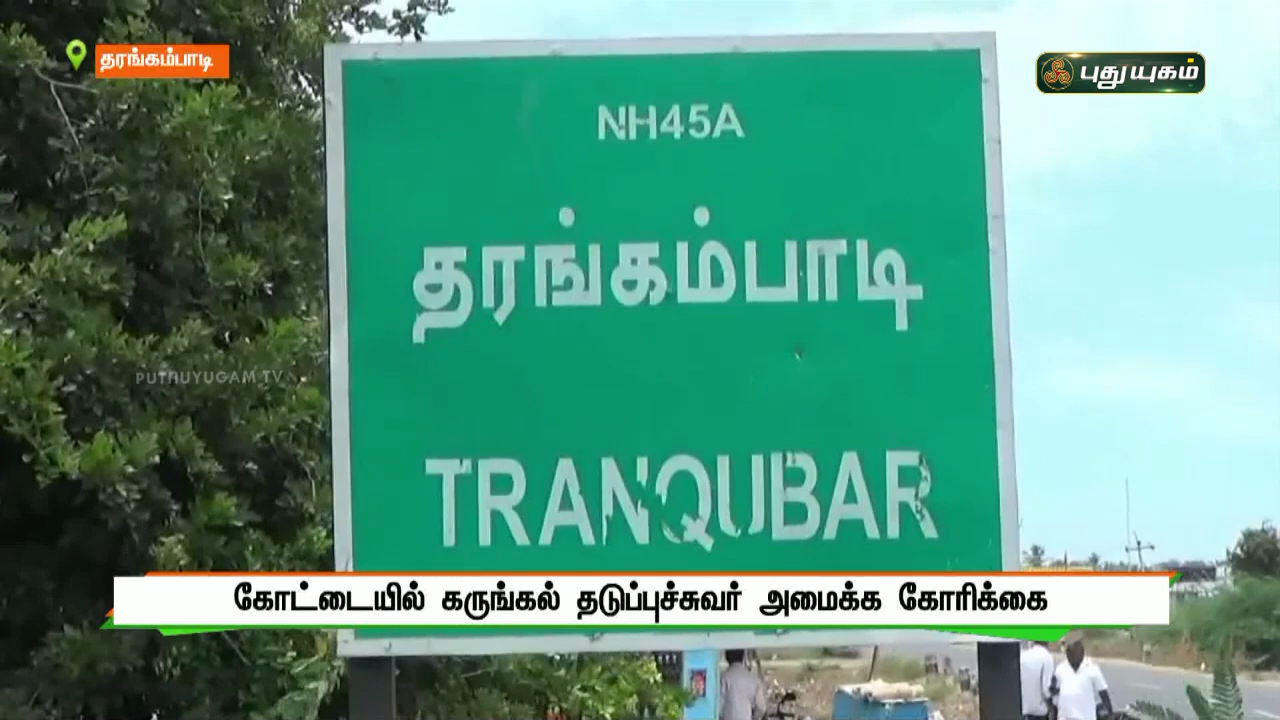 தரங்கம்பாடி
புதுயுகம்
NH45A
தரங்கம்பாடி
PUTHUYUGAM TV
TRANQUBAR
கோட்டையில் கருங்கல் தடுப்புச்சுவர் அமைக்க கோரிக்கை